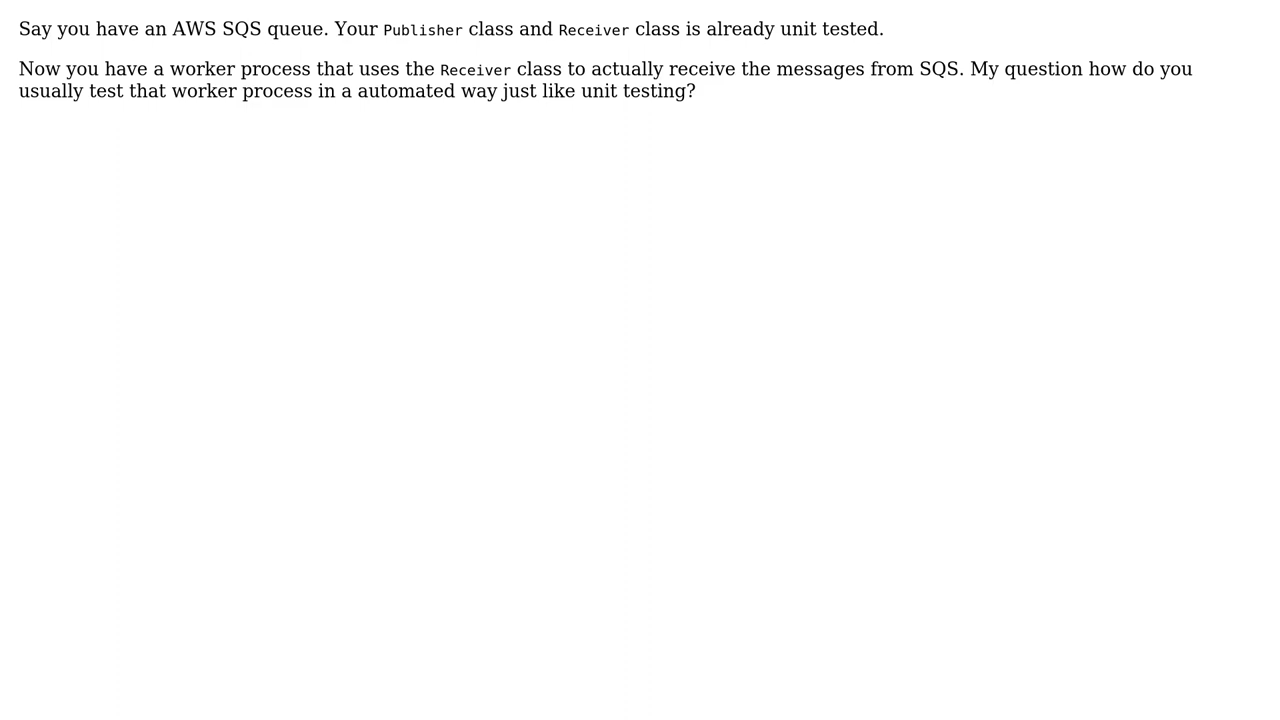 Say you have an AWS SQS queue. Your Publisher class and Receiver class is already unit tested.
Now you have a worker process that uses the Receiver class to actually receive the messages from SQS. My question how do you
usually test that worker process in a automated way just like unit testing?